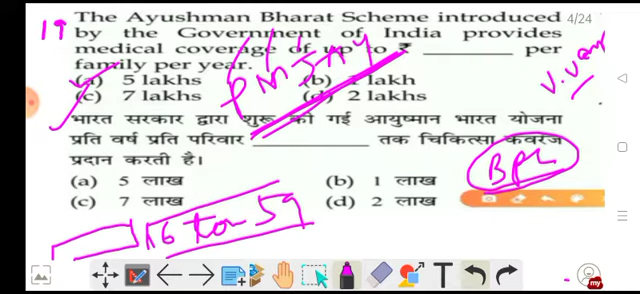 19 The Ayushman Bharat Scheme introduced 4/24
by the Government of India provides
medical coverage of up to ₹ ________ per
family per year.
(a) 5 lakhs (b) 1 lakh
(c) 7 lakhs (d) 2 lakhs
PMJAY
भारत सरकार द्वारा शुरू की गई आयुष्मान भारत योजना
प्रति वर्ष प्रति परिवार ____________ तक चिकित्सा कवरेज
प्रदान करती है।
BPL
(a) 5 लाख (b) 1 लाख
(c) 7 लाख (d) 2 लाख
16 to 59
T
my